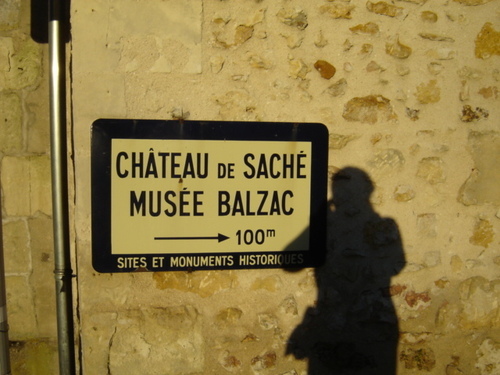 CHÂTEAU DE SACHÉ
MUSÉE BALZAC
→ 100m
SITES ET MONUMENTS HISTORIQUES